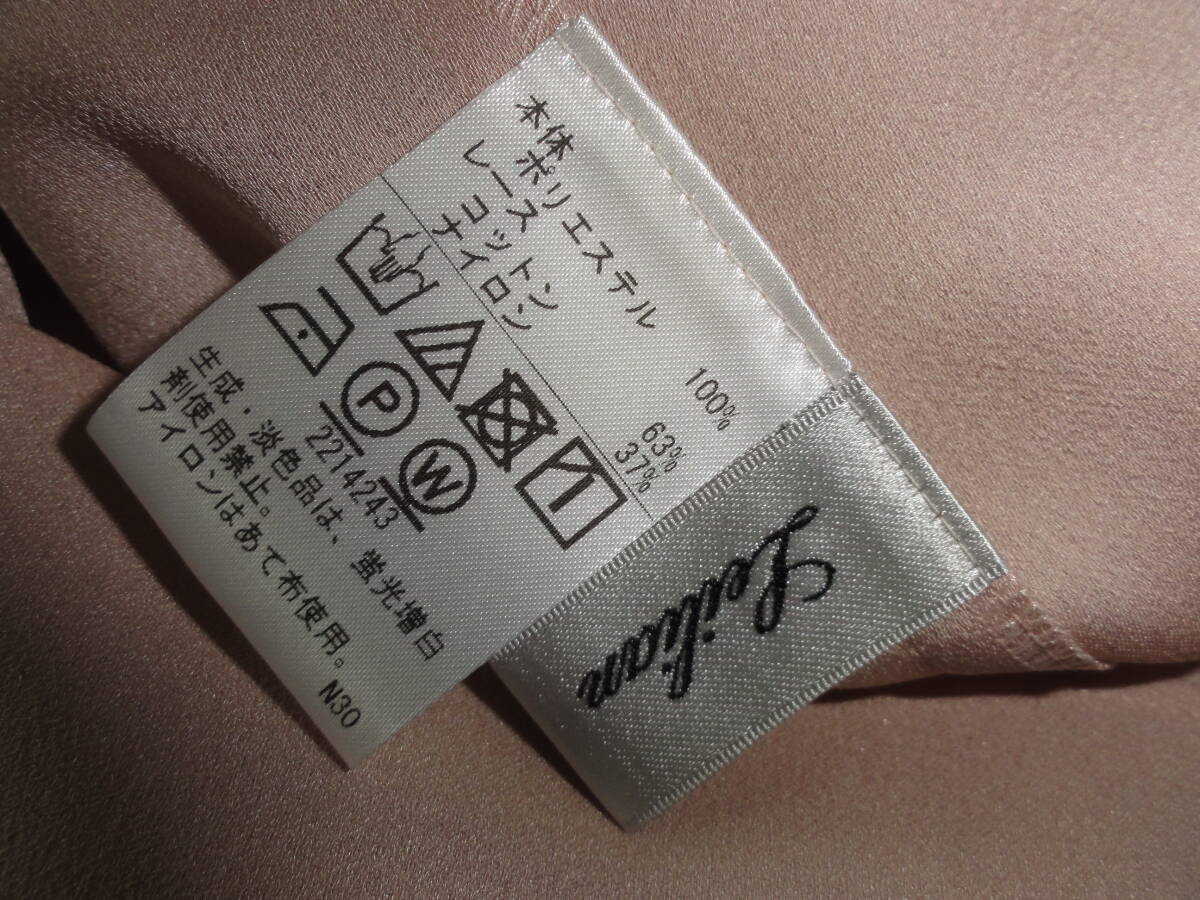 本体 ポリエステル 100%
レース コットン 63%
ナイロン 37%
P
W
2214243
生成・淡色品は、蛍光増白
剤使用禁止。
アイロンはあて布使用。 N30
Leilian